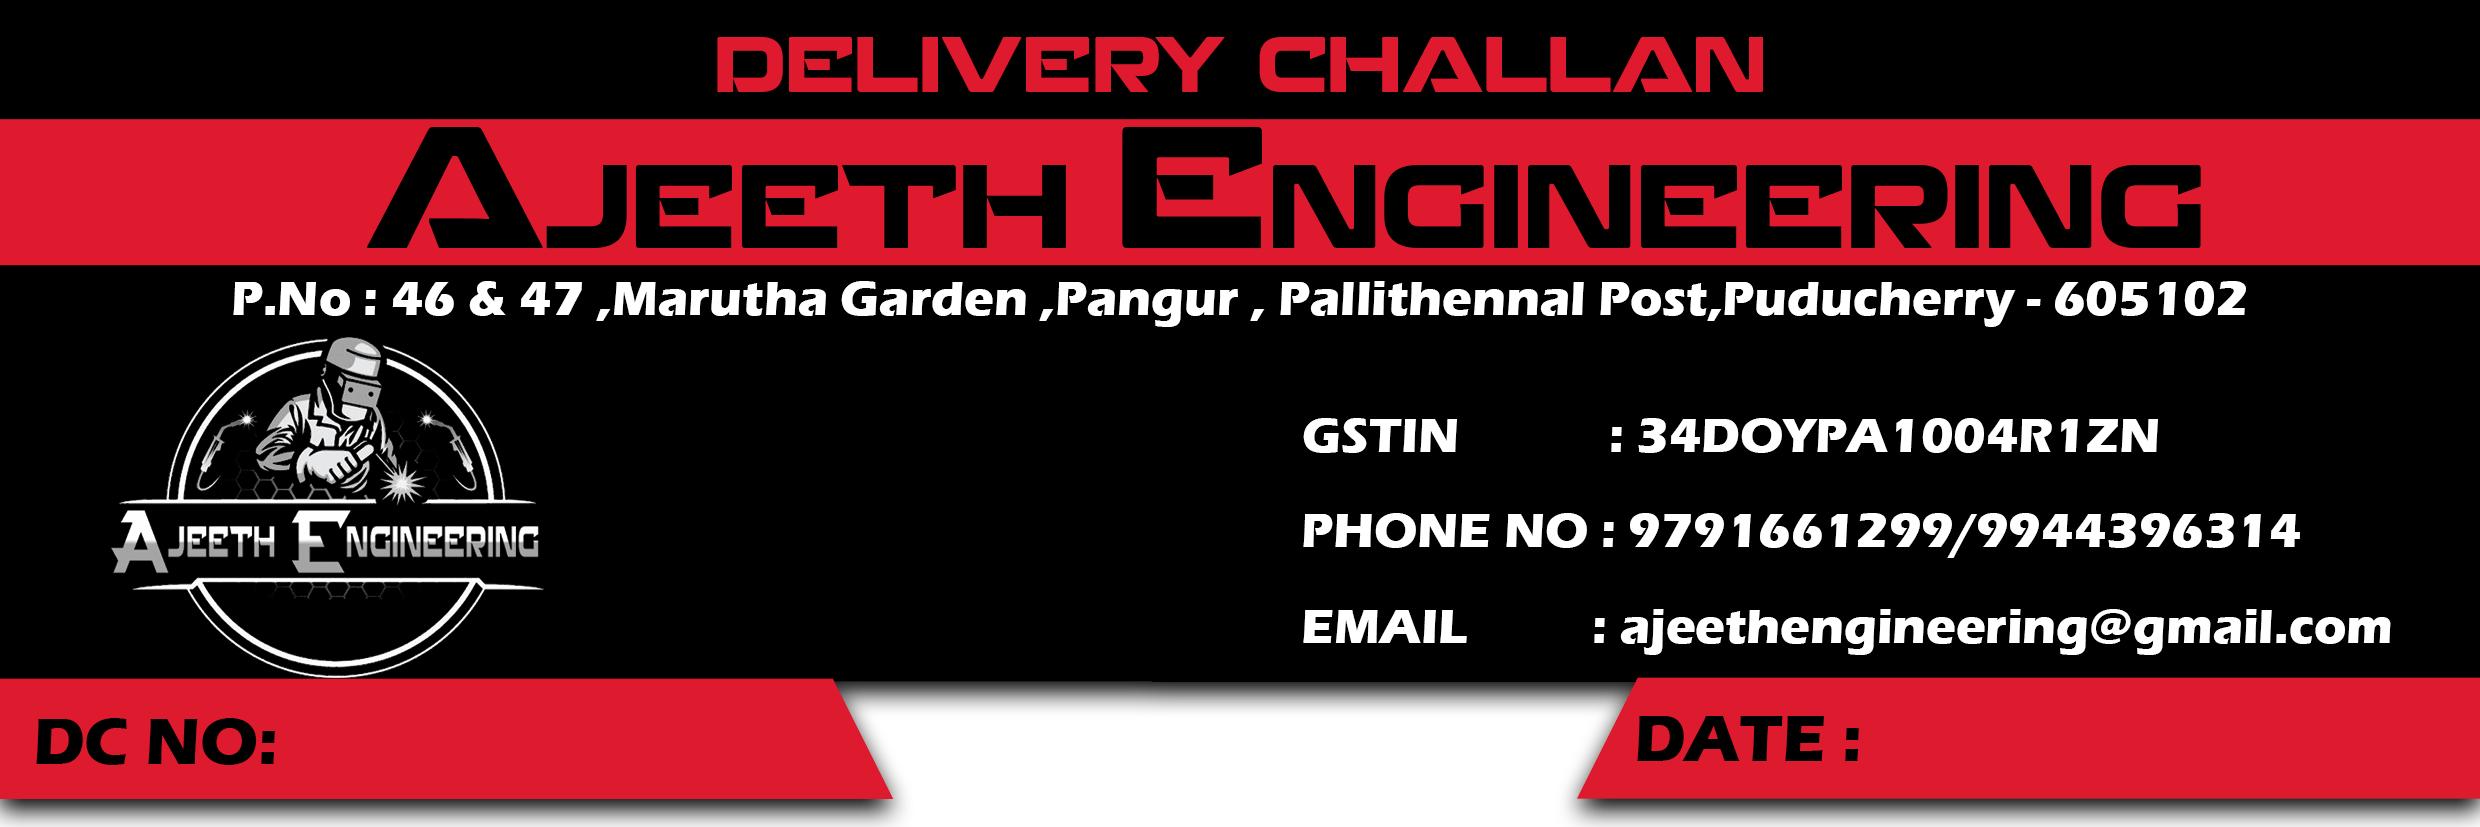 DELIVERY CHALLAN
AJEETH ENGINEERING
P.No : 46 & 47 ,Marutha Garden ,Pangur , Pallithennal Post,Puducherry - 605102
AJEETH ENGINEERING
GSTIN : 34DOYPA1004R1ZN
PHONE NO : 9791661299/9944396314
EMAIL : ajeethengineering@gmail.com
DC NO:
DATE :